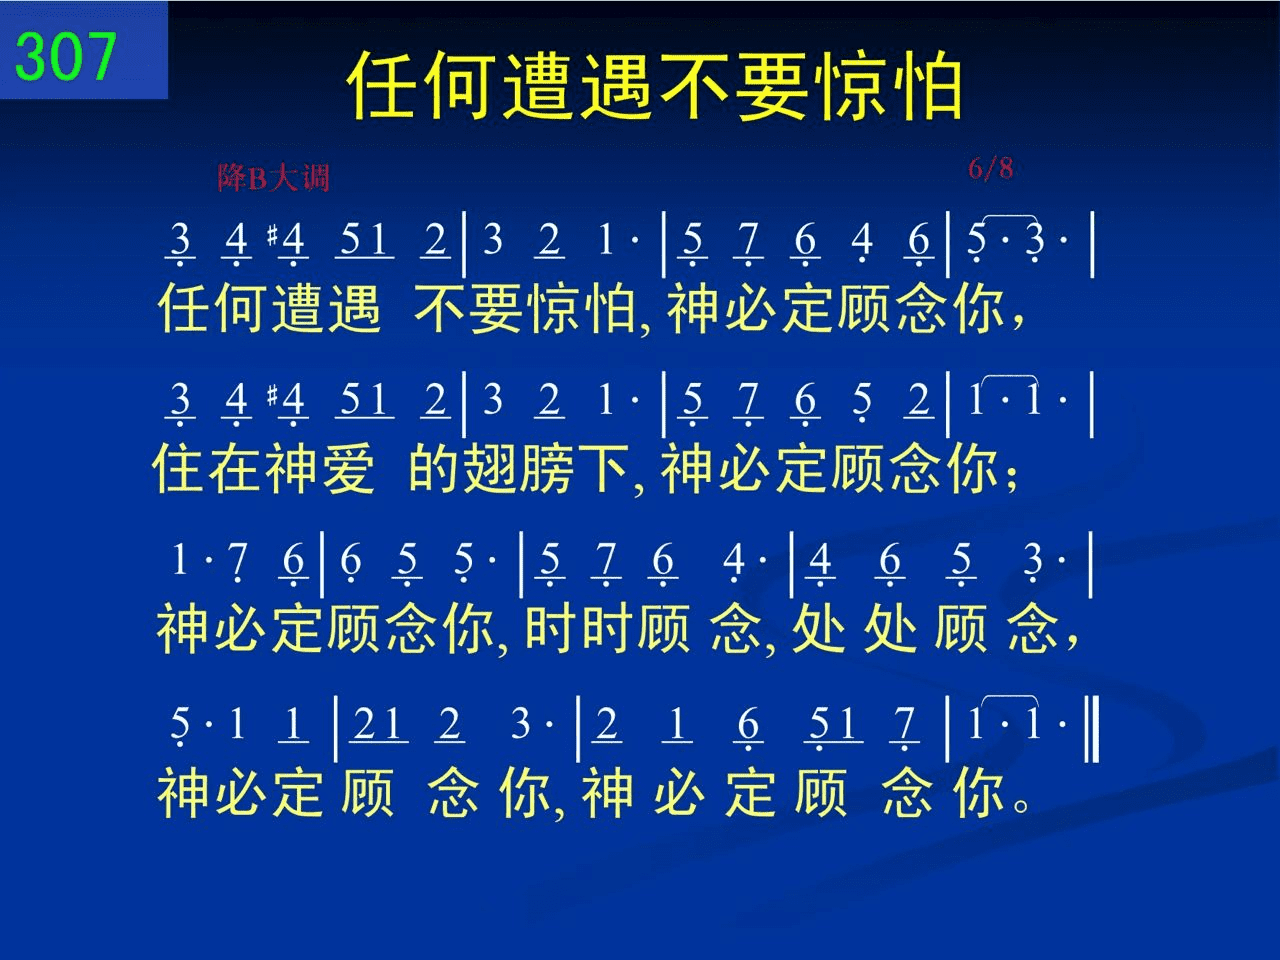 307
任何遭遇不要惊怕
降B大调 6/8
3 4 #4 51 2 | 3 2 1 · | 5 7 6 4 6 | 5 · 3 · |
任何遭遇 不要惊怕, 神必定顾念你，
3 4 #4 51 2 | 3 2 1 · | 5 7 6 5 2 | 1 · 1 · |
住在神爱 的翅膀下, 神必定顾念你；
1 · 7 6 | 6 5 5 · | 5 7 6 4 · | 4 6 5 3 · |
神必定顾念你, 时时顾 念, 处 处 顾 念，
5 · 1 1 | 21 2 3 · | 2 1 6 51 7 | 1 · 1 · ‖
神必定 顾 念 你, 神 必 定 顾 念 你。